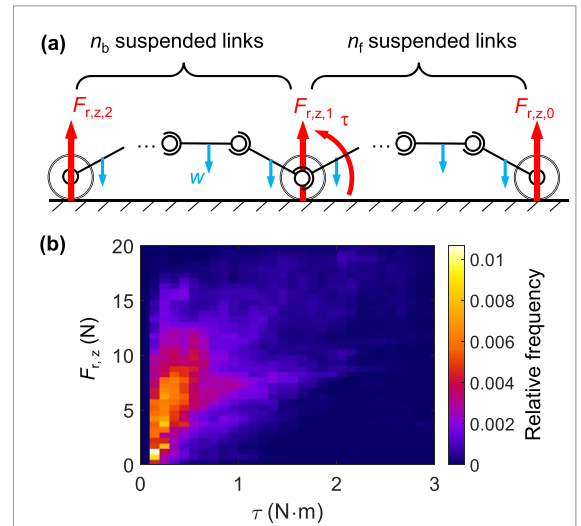 (a)
n_b suspended links
n_f suspended links
F_r,z,2
F_r,z,1
τ
F_r,z,0
...
...
w
(b)
20
15
10
5
0
F_r, z (N)
0
1
2
3
τ (N·m)
0.01
0.008
0.006
0.004
0.002
0
Relative frequency